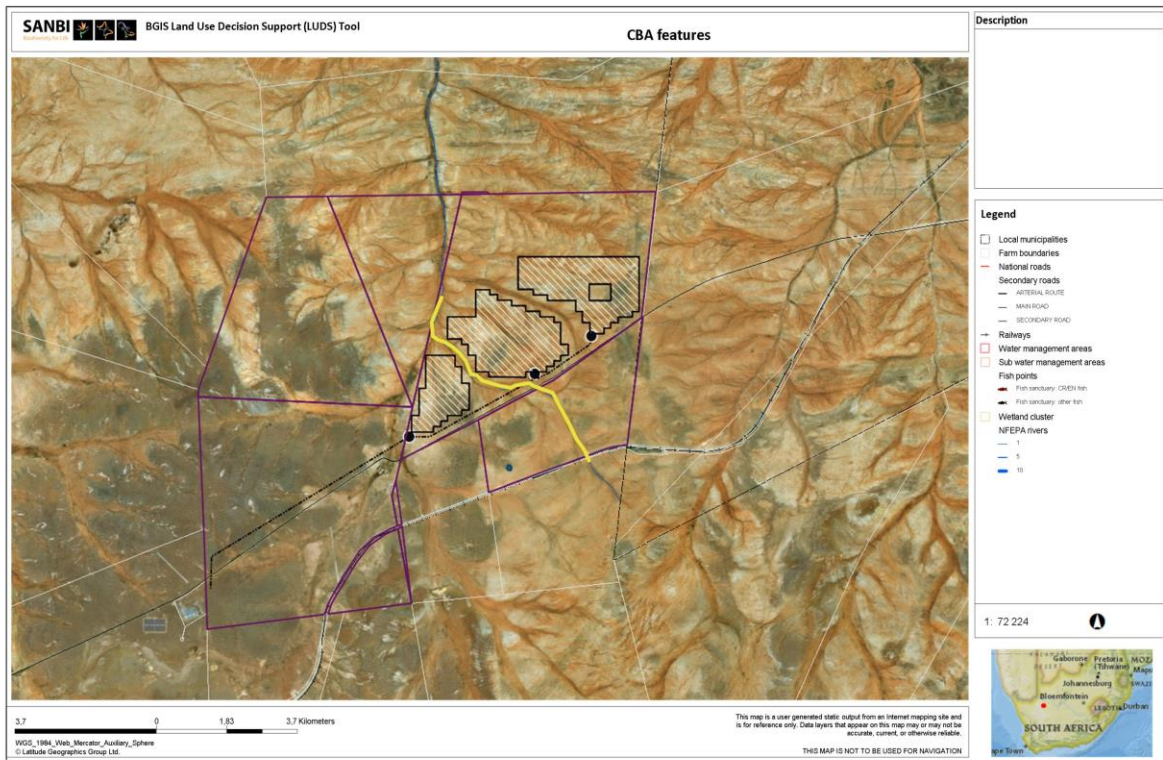 SANBI
Biodiversity for Life
BGIS Land Use Decision Support (LUDS) Tool
CBA features
Description
Legend
Local municipalities
Farm boundaries
National roads
Secondary roads
ARTERIAL ROUTE
MAIN ROAD
SECONDARY ROAD
Railways
Water management areas
Sub water management areas
Fish points
Fish sanctuary: CR/EN fish
Fish sanctuary: other fish
Wetland cluster
NFEPA rivers
1
5
10
1: 72 224
Gaborone
Pretoria
(Tshwane)
MOZA
Maps
Johannesburg
SWAZI
Bloemfontein
LESOTHO
Durban
SOUTH AFRICA
ape Town
3,7 0 1.83 3,7 Kilometers
WGS_1984_Web_Mercator_Auxiliary_Sphere
© Latitude Geographics Group Ltd.
This map is a user generated static output from an Internet mapping site and
is for reference only. Data layers that appear on this map may or may not be
accurate, current, or otherwise reliable.
THIS MAP IS NOT TO BE USED FOR NAVIGATION